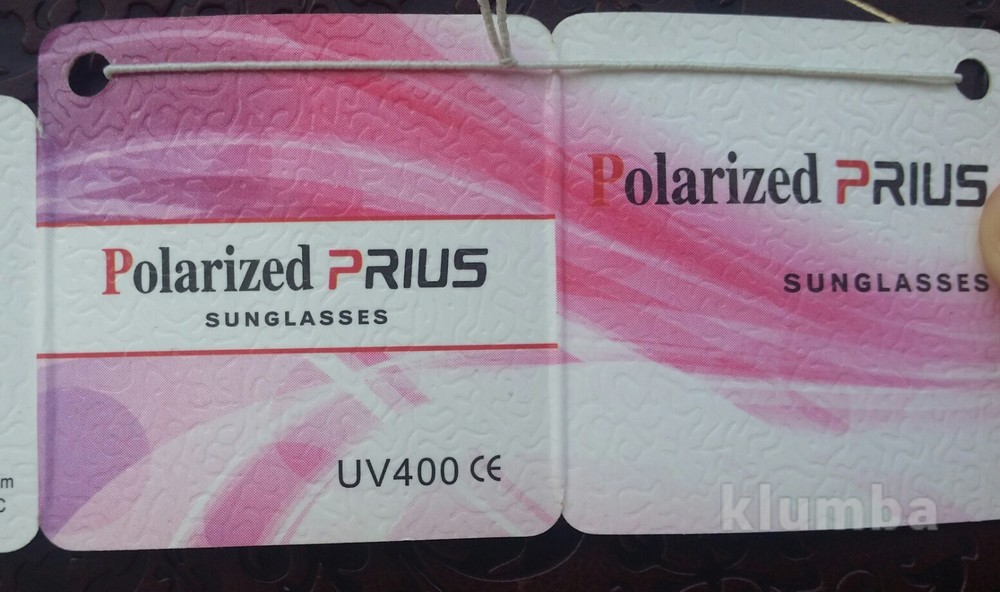 Polarized PRIUS
SUNGLASSES
UV400 CE
Polarized PRIUS
SUNGLASSES
m
C
klumba